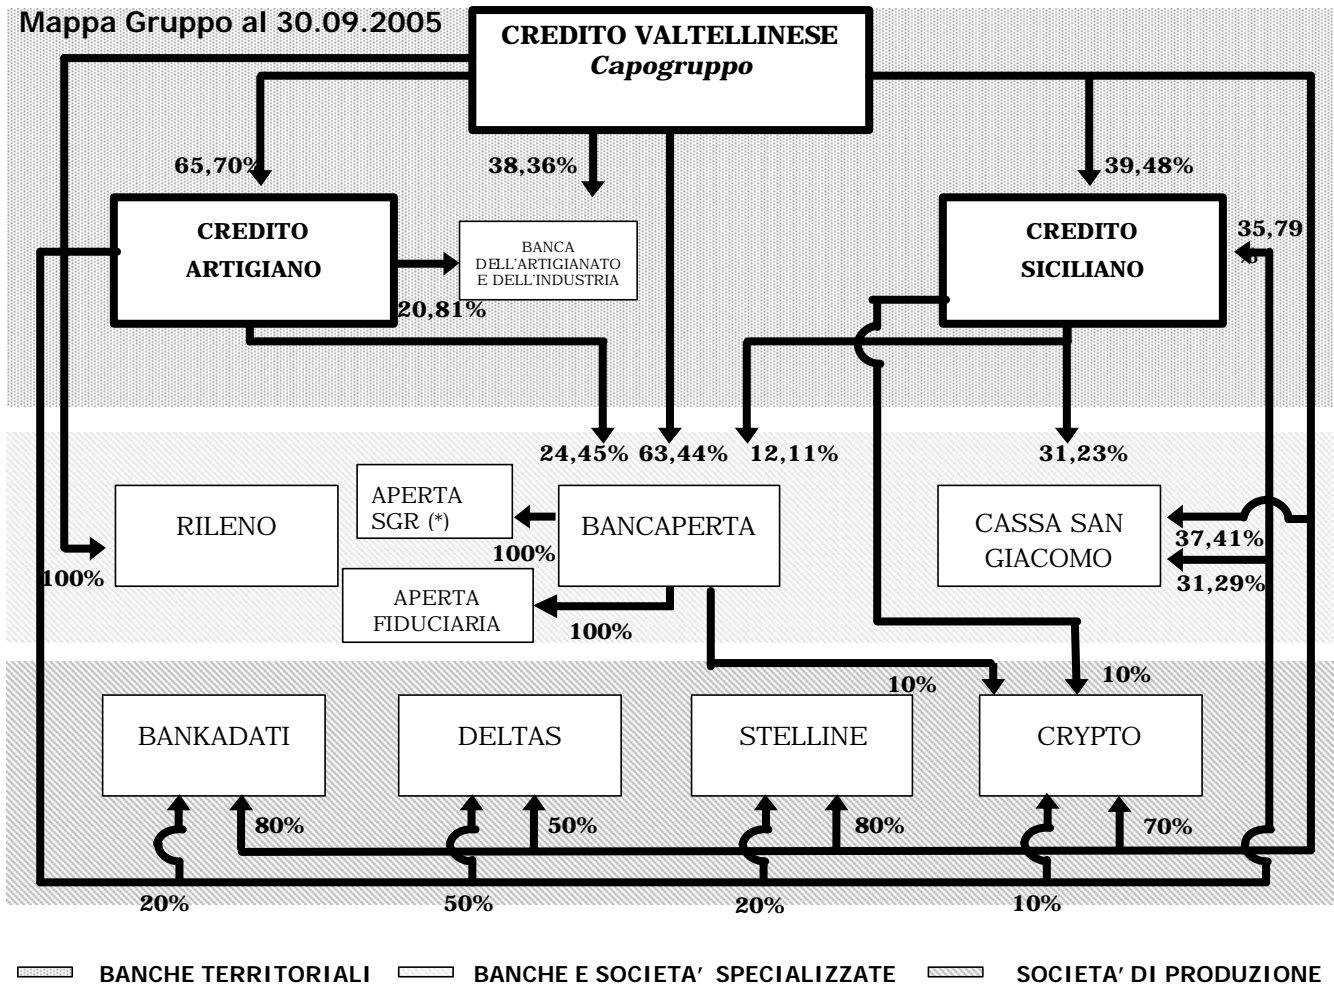 Mappa Gruppo al 30.09.2005
CREDITO VALTELLINESE
Capogruppo
65,70%
38,36%
39,48%
CREDITO
ARTIGIANO
BANCA
DELL'ARTIGIANATO
E DELL'INDUSTRIA
CREDITO
SICILIANO
35,79
%
20,81%
24,45%
63,44%
12,11%
31,23%
RILENO
100%
APERTA
SGR (*)
100%
BANCAPERTA
CASSA SAN
GIACOMO
37,41%
31,29%
APERTA
FIDUCIARIA
100%
10%
10%
BANKADATI
DELTAS
STELLINE
CRYPTO
80%
50%
80%
70%
20%
50%
20%
10%
BANCHE TERRITORIALI
BANCHE E SOCIETA' SPECIALIZZATE
SOCIETA' DI PRODUZIONE